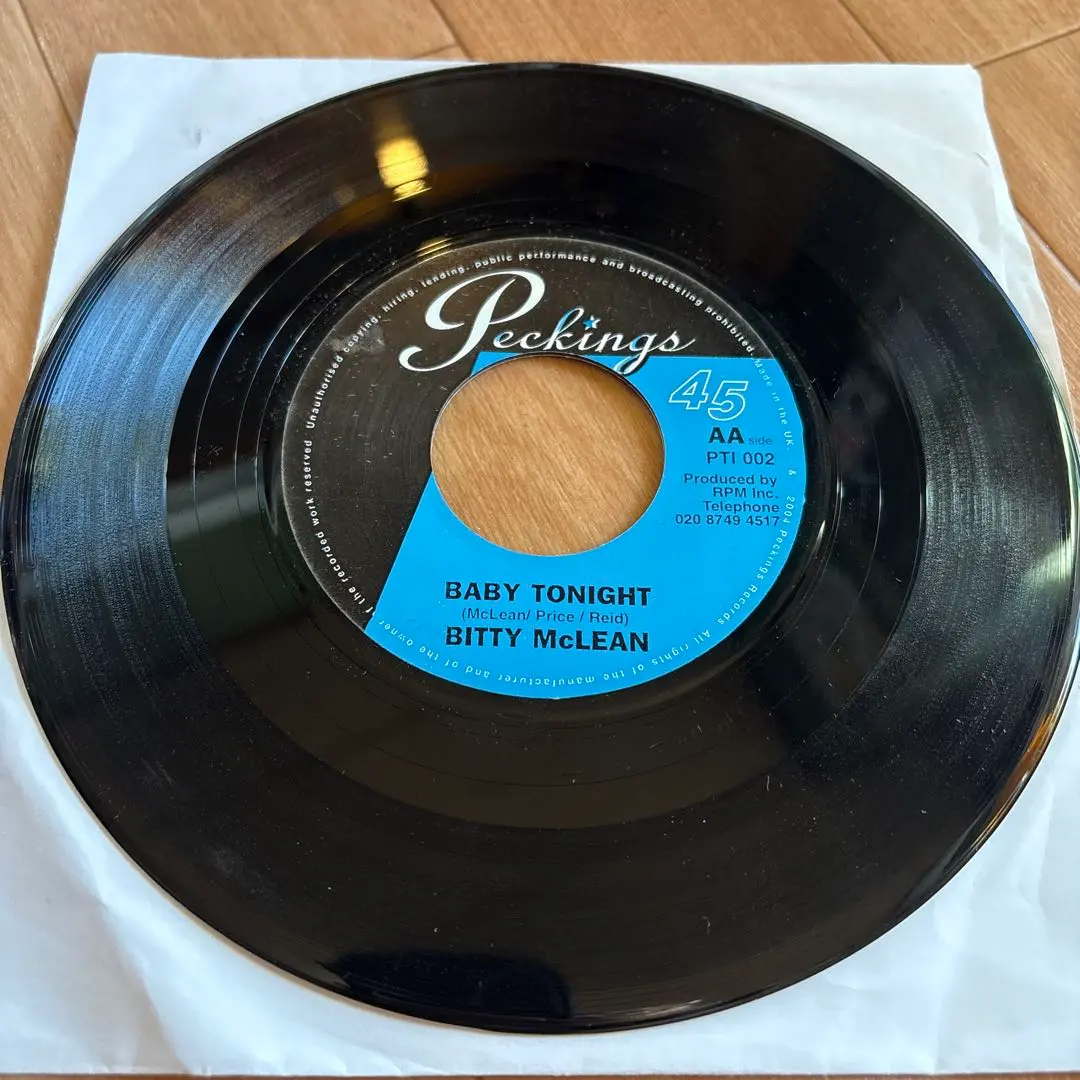 Peckings
45
AA side
PTI 002
Produced by
RPM Inc.
Telephone
020 8749 4517
BABY TONIGHT
(McLean/ Price / Reid)
BITTY McLEAN
Made in the UK. 2004 Peckings Records. All rights of the manufacturer and of the owner of the recorded work reserved Unauthorised copying, hiring, lending, public performance and broadcasting prohibited.